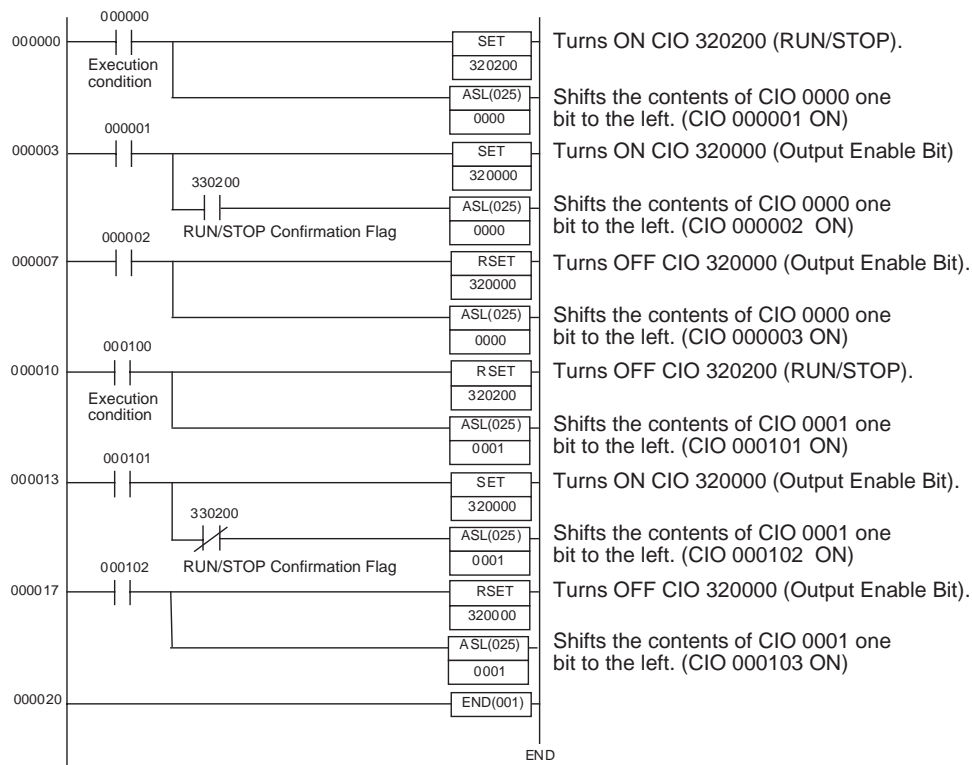 000000
000000
SET
Turns ON CIO 320200 (RUN/STOP).
Execution
condition
320200
ASL(025)
Shifts the contents of CIO 0000 one
0000
bit to the left. (CIO 000001 ON)
000001
000003
SET
Turns ON CIO 320000 (Output Enable Bit)
320000
330200
ASL(025)
Shifts the contents of CIO 0000 one
RUN/STOP Confirmation Flag
0000
bit to the left. (CIO 000002 ON)
000002
000007
RSET
Turns OFF CIO 320000 (Output Enable Bit).
320000
ASL(025)
Shifts the contents of CIO 0000 one
0000
bit to the left. (CIO 000003 ON)
000100
000010
RSET
Turns OFF CIO 320200 (RUN/STOP).
Execution
condition
320200
ASL(025)
Shifts the contents of CIO 0001 one
0001
bit to the left. (CIO 000101 ON)
000101
000013
SET
Turns ON CIO 320000 (Output Enable Bit).
320000
330200
ASL(025)
Shifts the contents of CIO 0001 one
RUN/STOP Confirmation Flag
0001
bit to the left. (CIO 000102 ON)
000102
000017
RSET
Turns OFF CIO 320000 (Output Enable Bit).
320000
ASL(025)
Shifts the contents of CIO 0001 one
0001
bit to the left. (CIO 000103 ON)
000020
END(001)
END